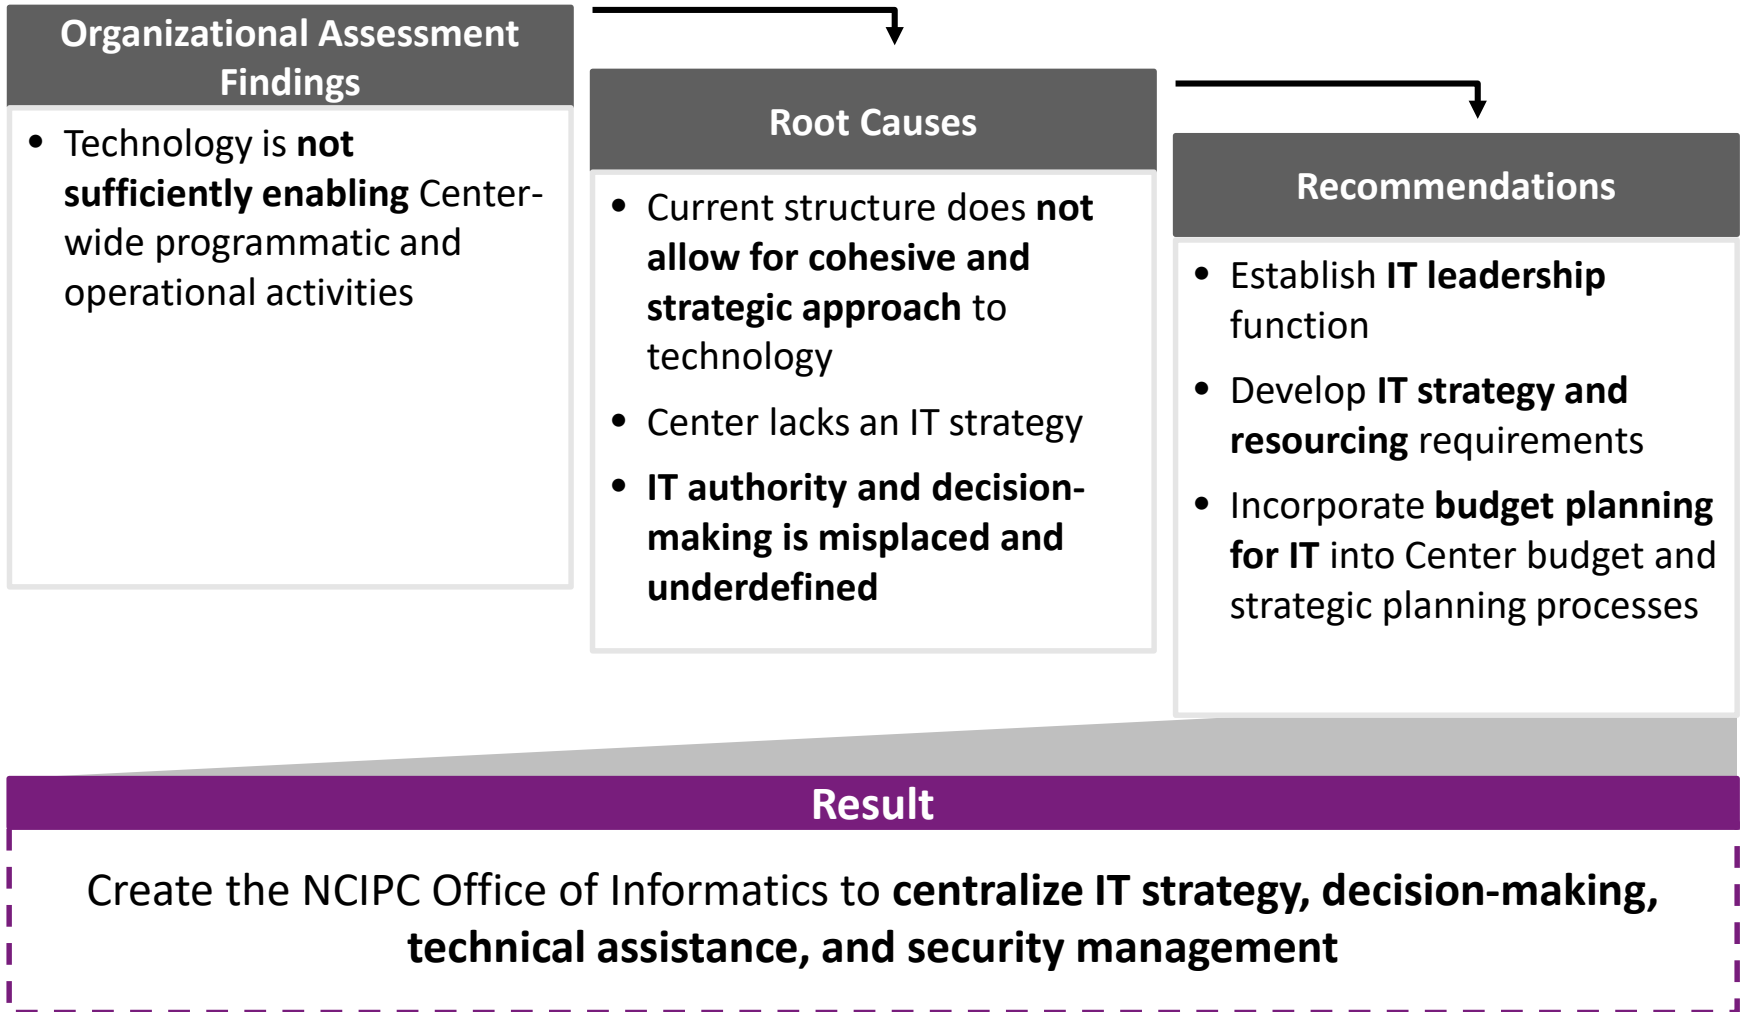 Organizational Assessment
Findings
• Technology is not
sufficiently enabling Center-
wide programmatic and
operational activities
Root Causes
• Current structure does not
allow for cohesive and
strategic approach to
technology
• Center lacks an IT strategy
• IT authority and decision-
making is misplaced and
underdefined
Recommendations
• Establish IT leadership
function
• Develop IT strategy and
resourcing requirements
• Incorporate budget planning
for IT into Center budget and
strategic planning processes
Result
Create the NCIPC Office of Informatics to centralize IT strategy, decision-making,
technical assistance, and security management